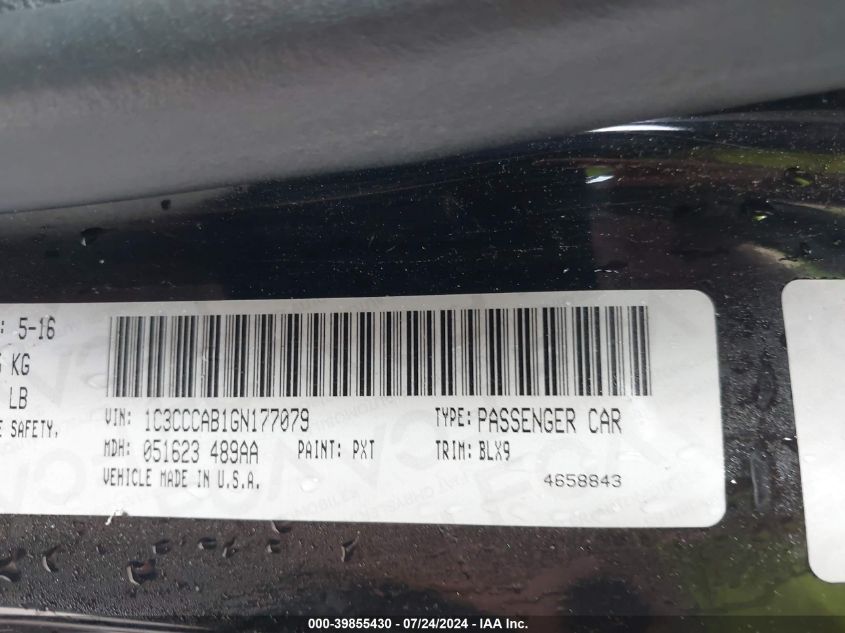 : 5-16
KG
LB
E SAFETY,
VIN: 1C3CCCAB1GN177079
TYPE: PASSENGER CAR
MDH: 051623 489AA
PAINT: PXT
TRIM: BLX9
VEHICLE MADE IN U.S.A.
4658843
000-39855430 - 07/24/2024 - IAA Inc.